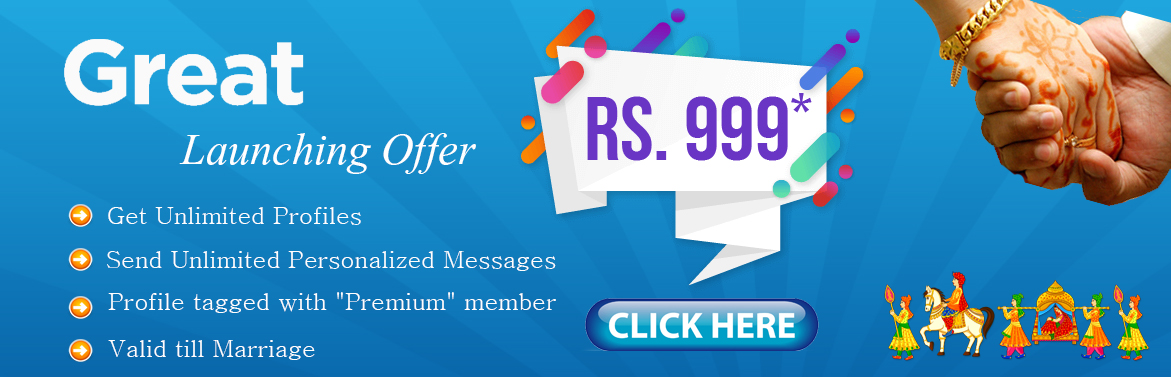 Great
Launching Offer
Get Unlimited Profiles
Send Unlimited Personalized Messages
Profile tagged with "Premium" member
Valid till Marriage
RS. 999*
CLICK HERE